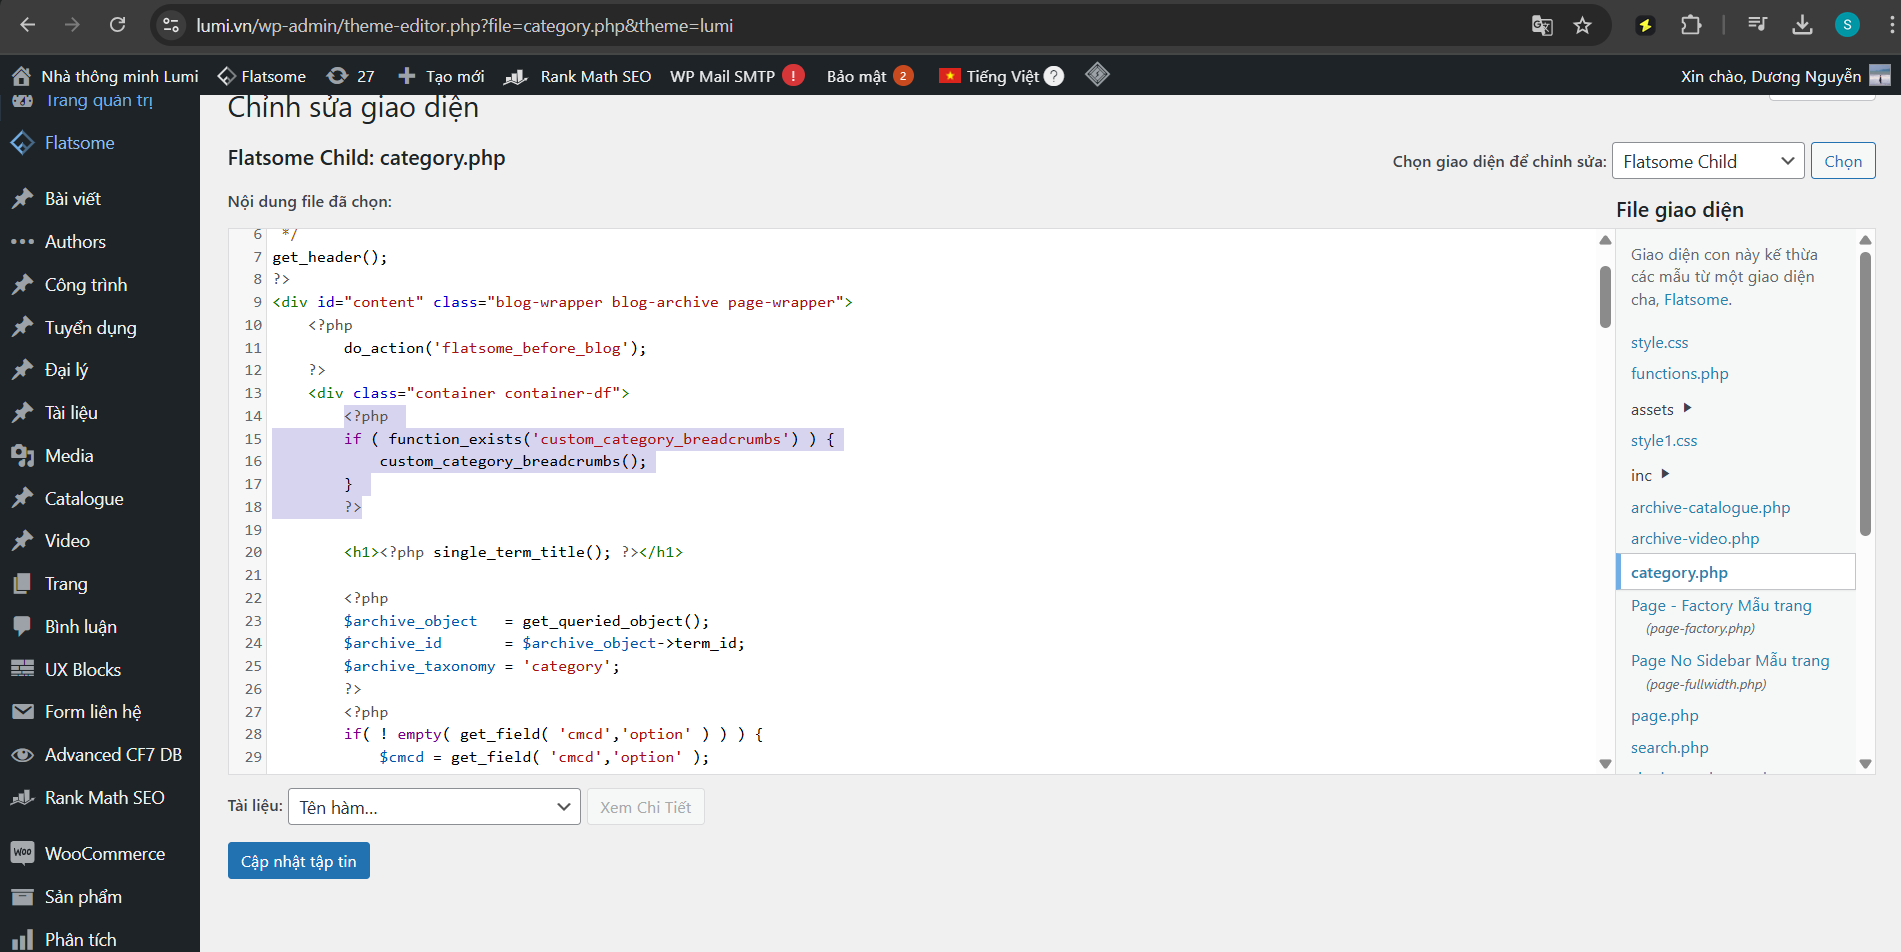 lumi.vn/wp-admin/theme-editor.php?file=category.php&theme=lumi
S
Nhà thông minh Lumi
Flatsome
27
Tạo mới
Rank Math SEO
WP Mail SMTP !
Bảo mật 2
Tiếng Việt ?
Xin chào, Dương Nguyễn
Trang quản trị
Flatsome
Bài viết
Authors
Công trình
Tuyển dụng
Đại lý
Tài liệu
Media
Catalogue
Video
Trang
Bình luận
UX Blocks
Form liên hệ
Advanced CF7 DB
Rank Math SEO
WooCommerce
Sản phẩm
Phân tích
Chỉnh sửa giao diện
Flatsome Child: category.php
Chọn giao diện để chỉnh sửa: Flatsome Child Chọn
Nội dung file đã chọn:
6 */
7 get_header();
8 ?>
9 <div id="content" class="blog-wrapper blog-archive page-wrapper">
10 <?php
11 do_action('flatsome_before_blog');
12 ?>
13 <div class="container container-df">
14 <?php
15 if ( function_exists('custom_category_breadcrumbs') ) {
16 custom_category_breadcrumbs();
17 }
18 ?>
19
20 <h1><?php single_term_title(); ?></h1>
21
22 <?php
23 $archive_object = get_queried_object();
24 $archive_id = $archive_object->term_id;
25 $archive_taxonomy = 'category';
26 ?>
27 <?php
28 if( ! empty( get_field( 'cmcd','option' ) ) ) {
29 $cmcd = get_field( 'cmcd','option' );
File giao diện
Giao diện con này kế thừa
các mẫu từ một giao diện
cha, Flatsome.
style.css
functions.php
assets
style1.css
inc
archive-catalogue.php
archive-video.php
category.php
Page - Factory Mẫu trang
(page-factory.php)
Page No Sidebar Mẫu trang
(page-fullwidth.php)
page.php
search.php
Tài liệu: Tên hàm... Xem Chi Tiết
Cập nhật tập tin